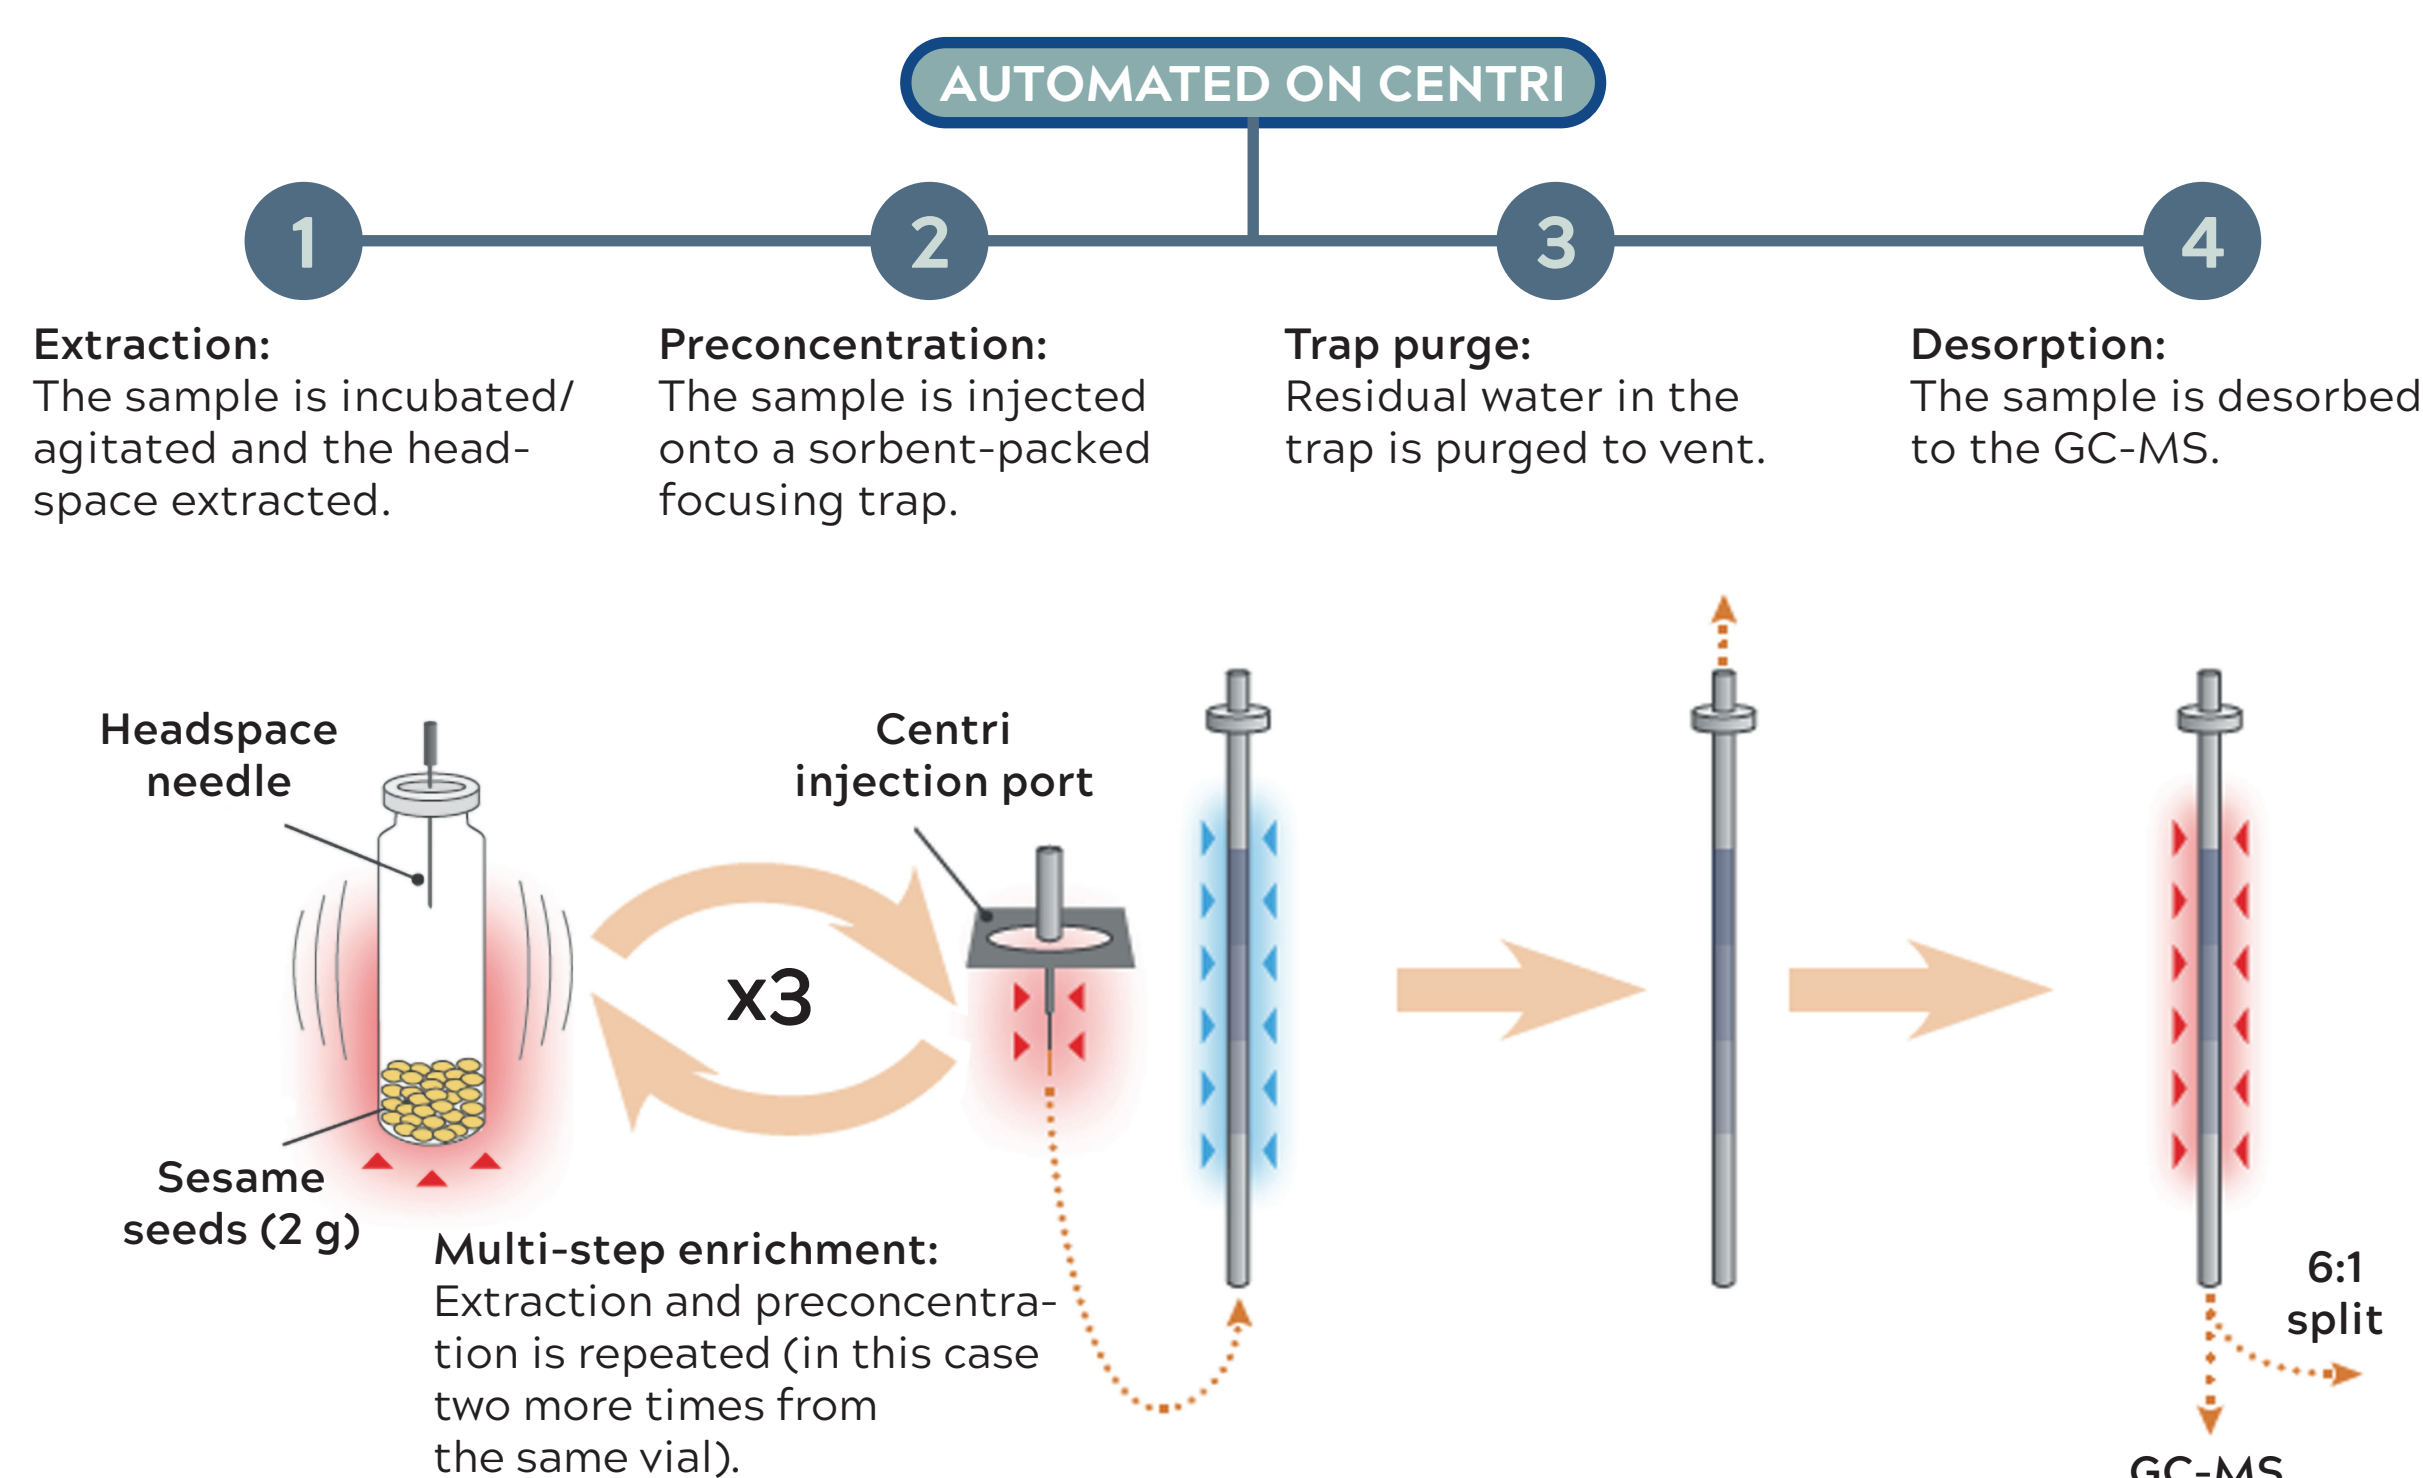 AUTOMATED ON CENTRI
1
2
3
4
Extraction:
The sample is incubated/
agitated and the head-
space extracted.
Preconcentration:
The sample is injected
onto a sorbent-packed
focusing trap.
Trap purge:
Residual water in the
trap is purged to vent.
Desorption:
The sample is desorbed
to the GC-MS.
Headspace
needle
Centri
injection port
x3
Sesame
seeds (2 g)
Multi-step enrichment:
Extraction and preconcentra-
tion is repeated (in this case
two more times from
the same vial).
6:1
split
GC-MS